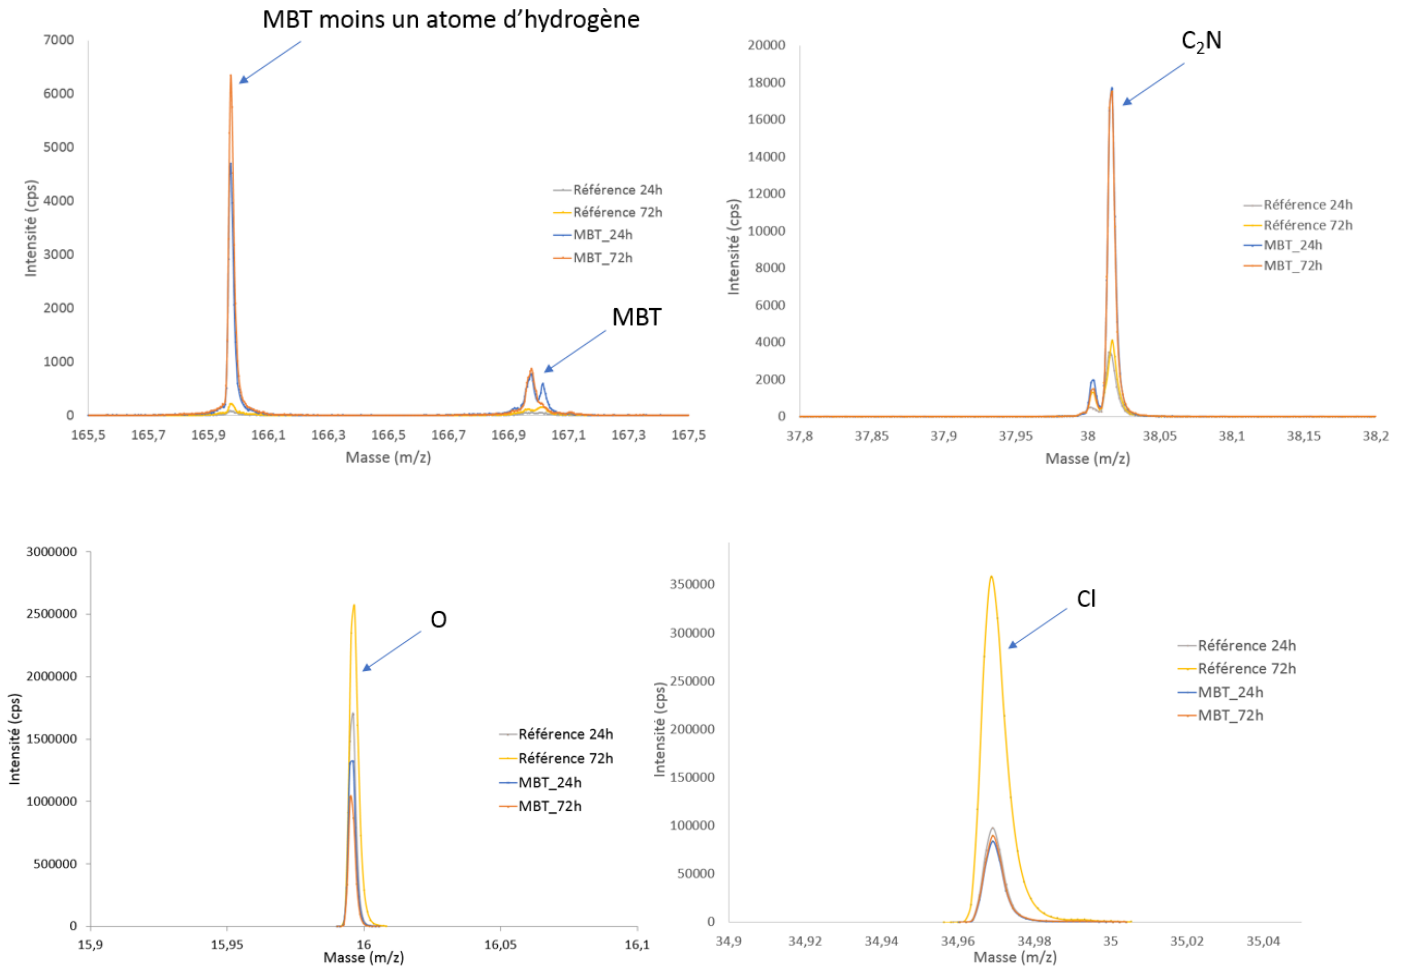 MBT moins un atome d’hydrogène
7000
6000
5000
4000
3000
2000
1000
0
Intensité (cps)
Référence 24h
Référence 72h
MBT_24h
MBT_72h
MBT
165,5 165,7 165,9 166,1 166,3 166,5 166,7 166,9 167,1 167,3 167,5
Masse (m/z)
C₂N
20000
18000
16000
14000
12000
10000
8000
6000
4000
2000
0
Intensité (cps)
Référence 24h
Référence 72h
MBT_24h
MBT_72h
37,8 37,85 37,9 37,95 38 38,05 38,1 38,15 38,2
Masse (m/z)
3000000
2500000
2000000
1500000
1000000
500000
0
Intensité (cps)
O
Référence 24h
Référence 72h
MBT_24h
MBT_72h
15,9 15,95 16 16,05 16,1
Masse (m/z)
Cl
350000
300000
250000
200000
150000
100000
50000
0
Intensité (cps)
Référence 24h
Référence 72h
MBT_24h
MBT_72h
34,9 34,92 34,94 34,96 34,98 35 35,02 35,04
Masse (m/z)